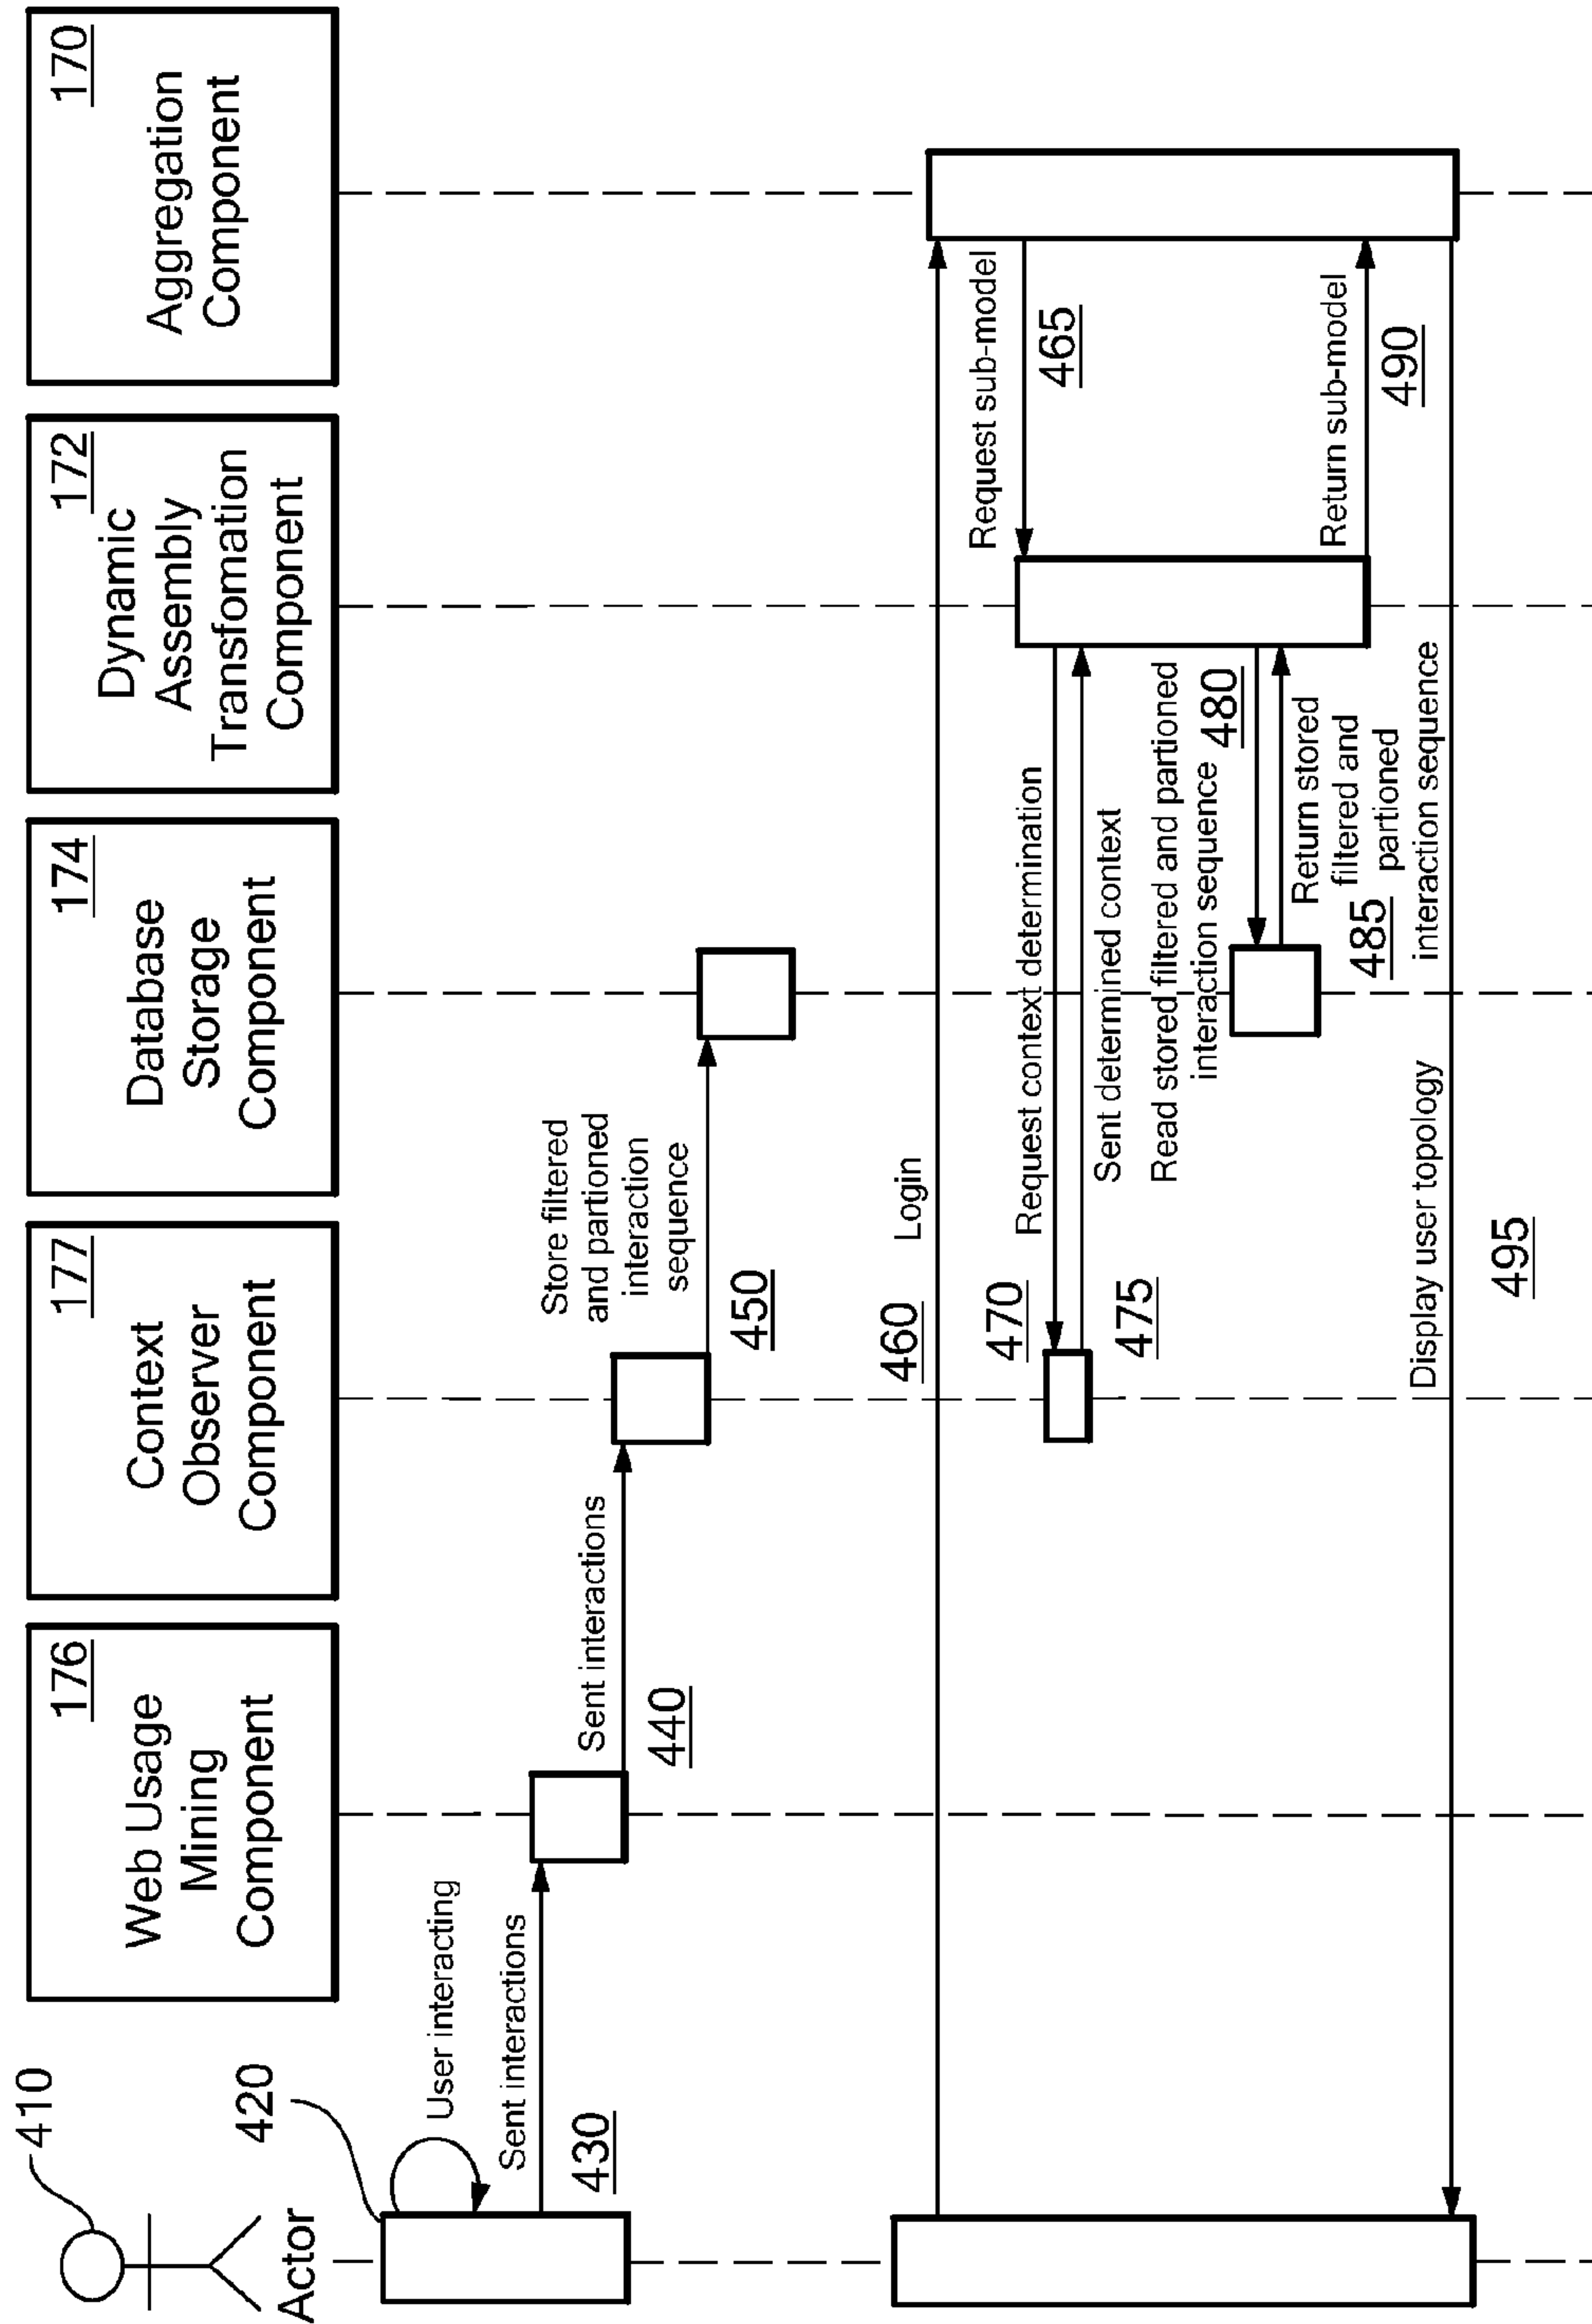 410
Actor
420
176
Web Usage
Mining
Component
177
Context
Observer
Component
174
Database
Storage
Component
172
Dynamic
Assembly
Transfomation
Component
170
Aggregation
Component
User interacting
Sent interactions
430
Sent interactions
440
Store filtered
and partioned
interaction
sequence
450
460
Login
Request sub-model
465
470
Request context determination
475
Sent determined context
Read stored filtered and partioned
interaction sequence
480
Return stored
filtered and
partioned
interaction sequence
485
Return sub-model
490
Display user topology
495